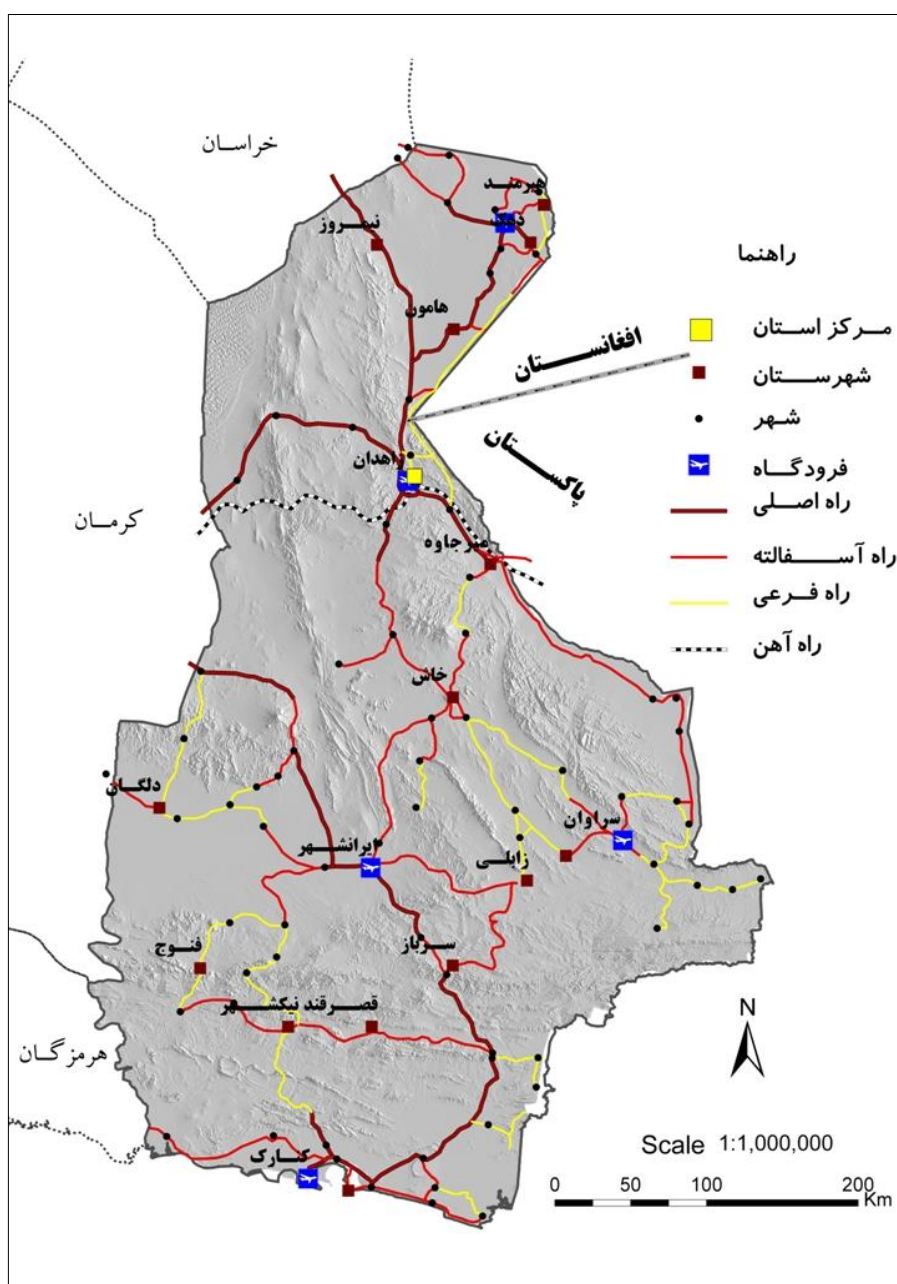 خراسان
هیرمند
نیمروز
هامون
راهنما
مرکز استان
افغانستان
شهرستان
شهر
پاکستان
زاهدان
فرودگاه
راه اصلی
کرمان
میرجاوه
راه آسفالته
راه فرعی
راه آهن
خاش
دلگان
سراوان
ایرانشهر
زابلی
سرباز
فنوج
قصرقند نیکشهر
N
هرمزگان
Scale 1:1,000,000
کنارک
0 50 100 200
Km